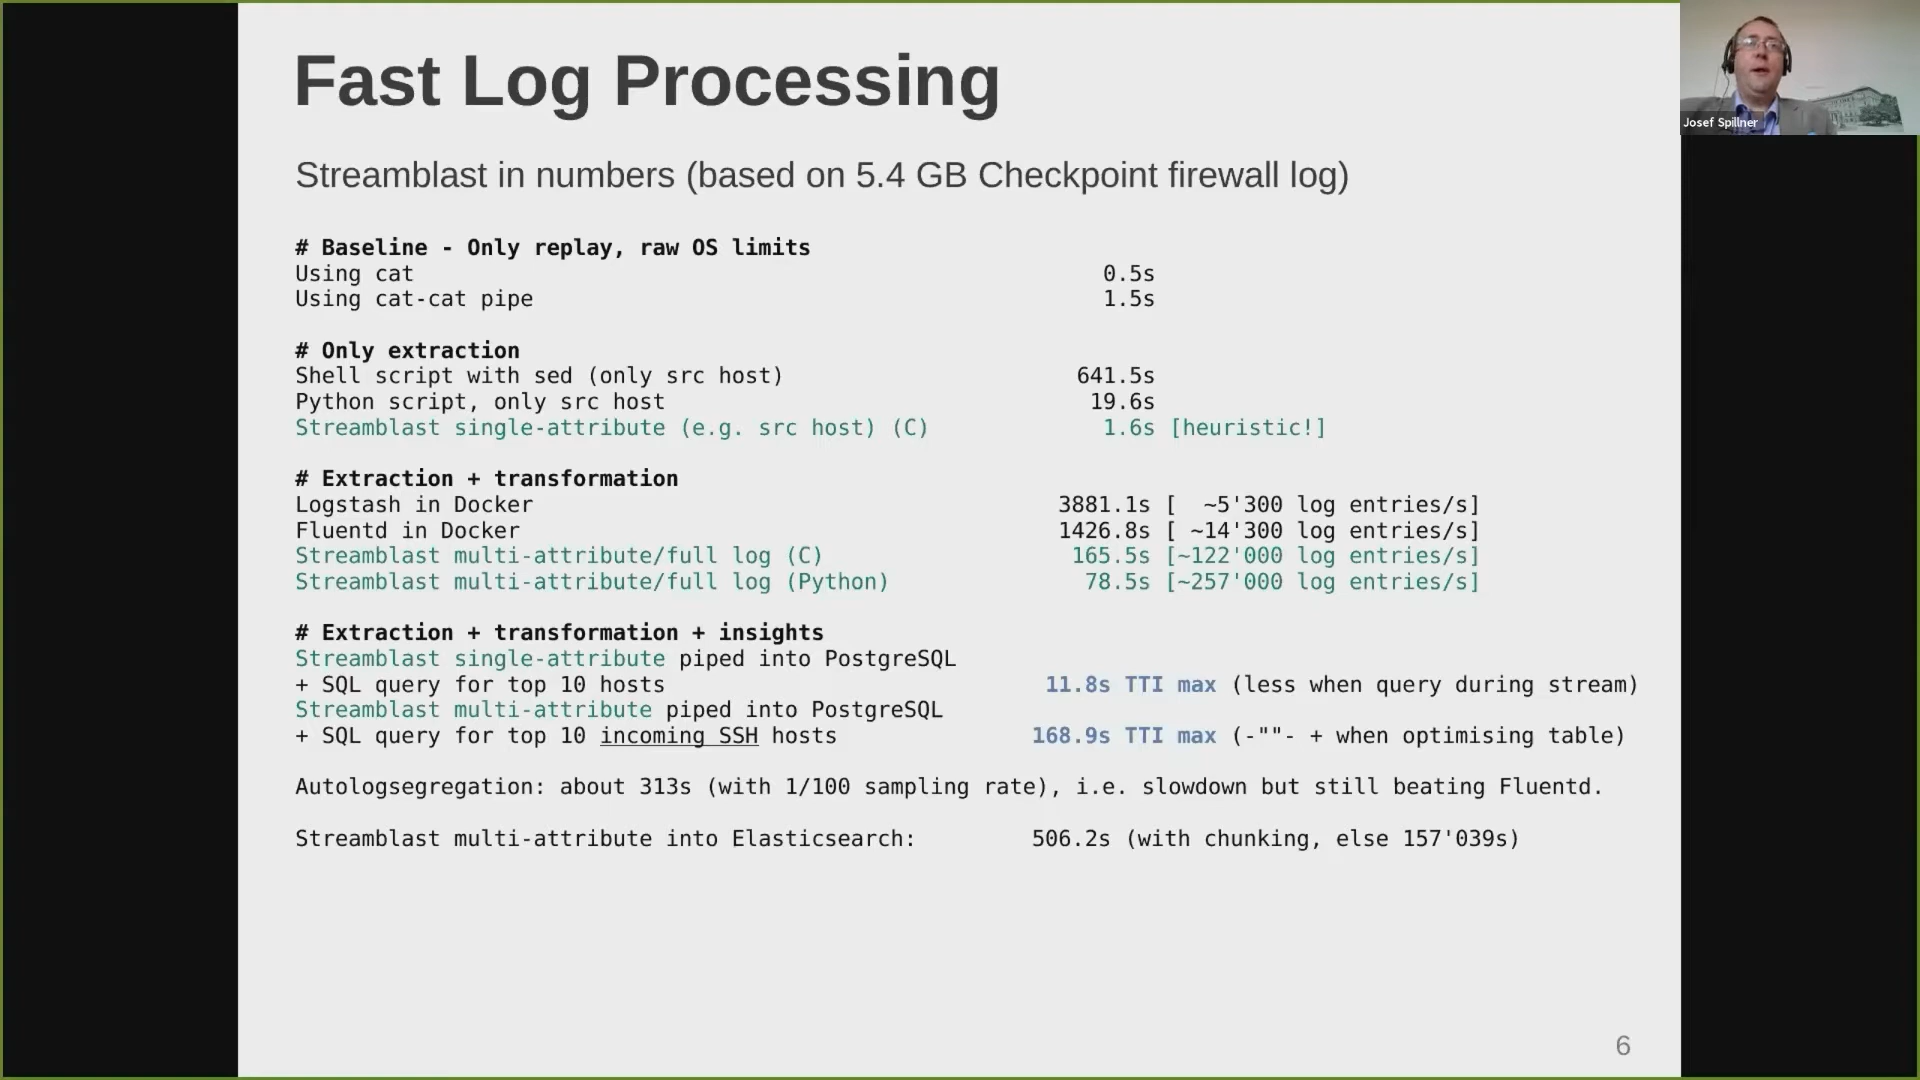 Fast Log Processing
Josef Spillner
Streamblast in numbers (based on 5.4 GB Checkpoint firewall log)
# Baseline - Only replay, raw OS limits
Using cat 0.5s
Using cat-cat pipe 1.5s
# Only extraction
Shell script with sed (only src host) 641.5s
Python script, only src host 19.6s
Streamblast single-attribute (e.g. src host) (C) 1.6s [heuristic!]
# Extraction + transformation
Logstash in Docker 3881.1s [ ~5'300 log entries/s]
Fluentd in Docker 1426.8s [ ~14'300 log entries/s]
Streamblast multi-attribute/full log (C) 165.5s [~122'000 log entries/s]
Streamblast multi-attribute/full log (Python) 78.5s [~257'000 log entries/s]
# Extraction + transformation + insights
Streamblast single-attribute piped into PostgreSQL
+ SQL query for top 10 hosts 11.8s TTI max (less when query during stream)
Streamblast multi-attribute piped into PostgreSQL
+ SQL query for top 10 incoming SSH hosts 168.9s TTI max (-""- + when optimising table)
Autologsegregation: about 313s (with 1/100 sampling rate), i.e. slowdown but still beating Fluentd.
Streamblast multi-attribute into Elasticsearch: 506.2s (with chunking, else 157'039s)
6